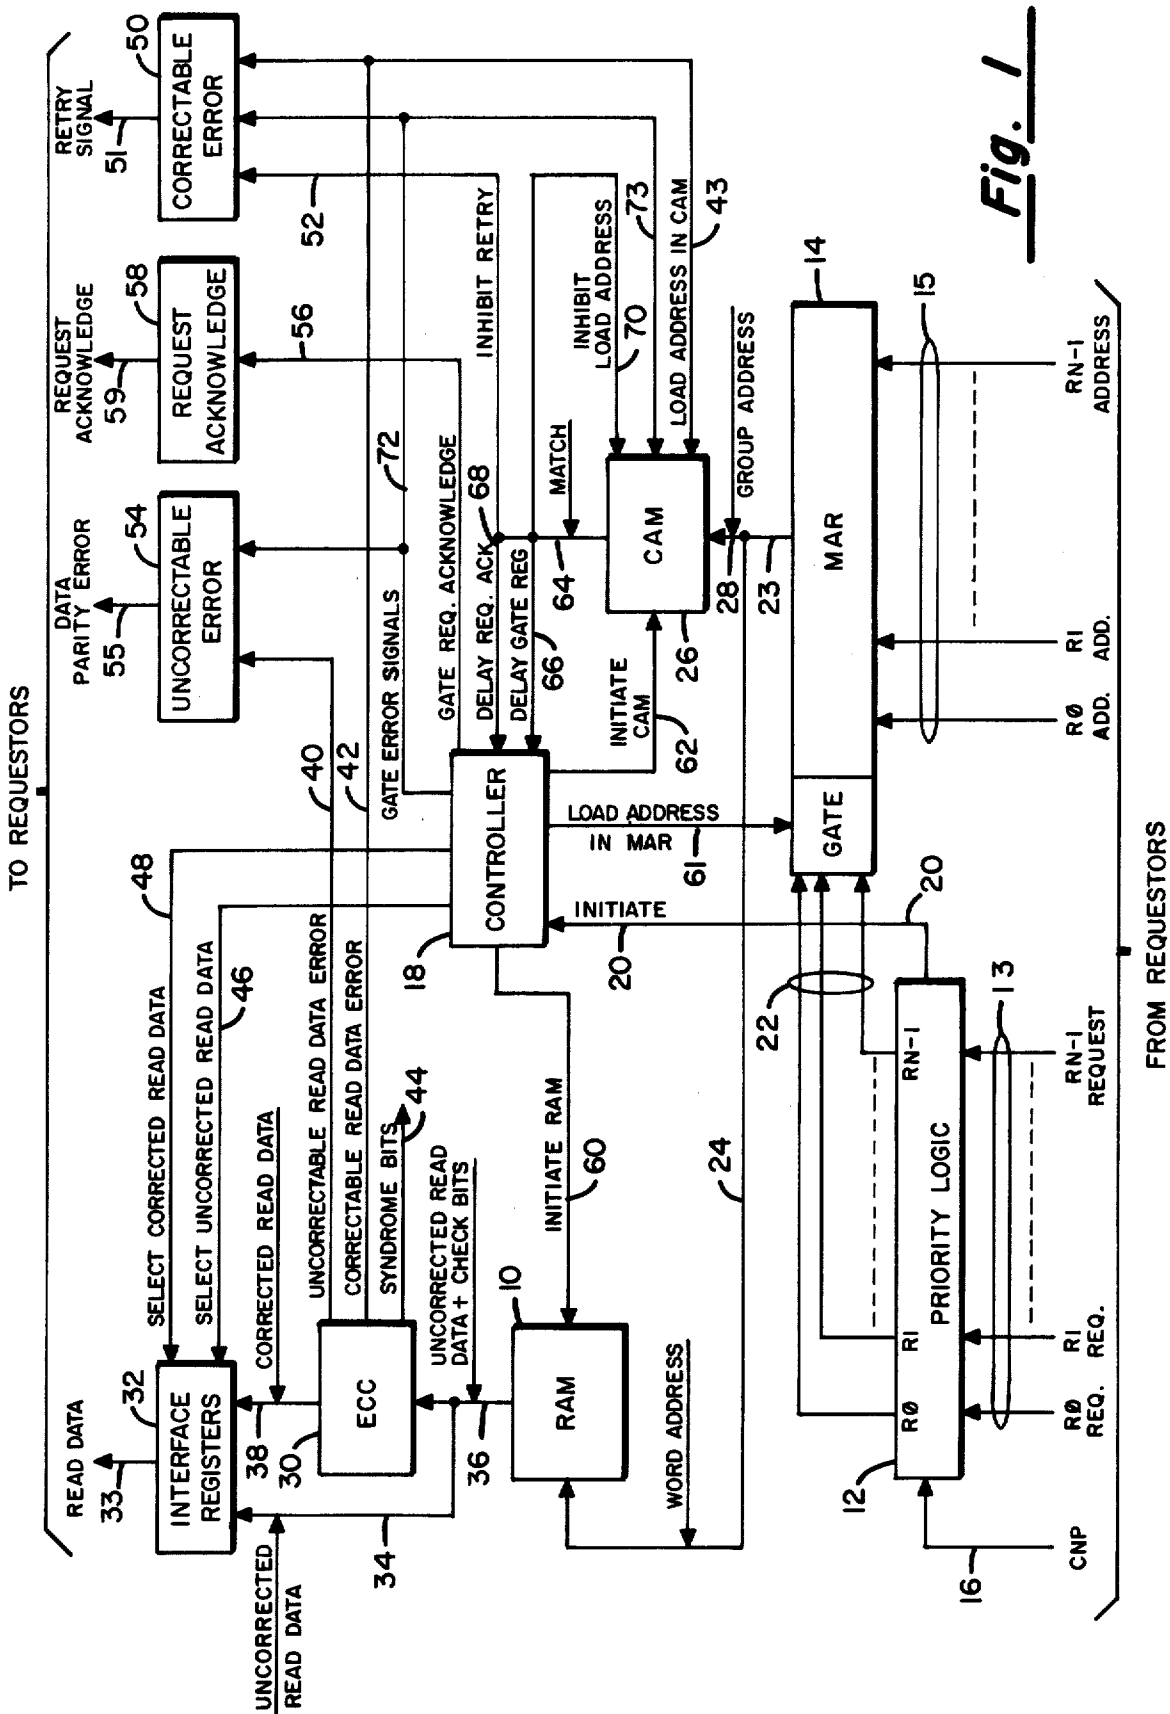 TO REQUESTORS
READ DATA
33
32
INTERFACE
REGISTERS
UNCORRECTED
READ DATA
34
38
CORRECTED READ DATA
SELECT CORRECTED READ DATA
48
SELECT UNCORRECTED READ DATA
46
DATA
PARITY ERROR
55
54
UNCORRECTABLE
ERROR
REQUEST
ACKNOWLEDGE
59
58
REQUEST
ACKNOWLEDGE
RETRY
SIGNAL
51
50
CORRECTABLE
ERROR
52
56
30
ECC
UNCORRECTABLE READ DATA ERROR
40
CORRECTABLE READ DATA ERROR
42
SYNDROME BITS
44
UNCORRECTED READ
DATA + CHECK BITS
36
GATE ERROR SIGNALS
72
GATE REQ. ACKNOWLEDGE
DELAY REQ. ACK
68
INHIBIT RETRY
DELAY GATE REG
66
18
CONTROLLER
10
RAM
INITIATE RAM
60
INITIATE
CAM
62
64
MATCH
INHIBIT
LOAD ADDRESS
70
73
LOAD ADDRESS IN CAM
43
26
CAM
28
GROUP ADDRESS
23
WORD ADDRESS
24
INITIATE
20
LOAD ADDRESS
IN MAR
61
GATE
MAR
14
22
20
12
R0
R1
RN-1
PRIORITY LOGIC
13
15
16
CNP
R0
REQ.
R1
REQ.
RN-1
REQUEST
R0
ADD.
R1
ADD.
RN-1
ADDRESS
FROM REQUESTORS
Fig. 1